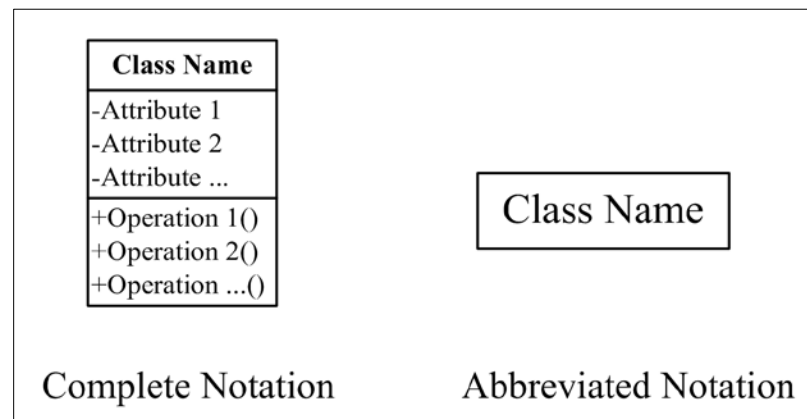 Class Name
-Attribute 1
-Attribute 2
-Attribute ...
+Operation 1()
+Operation 2()
+Operation ...()
Complete Notation
Class Name
Abbreviated Notation